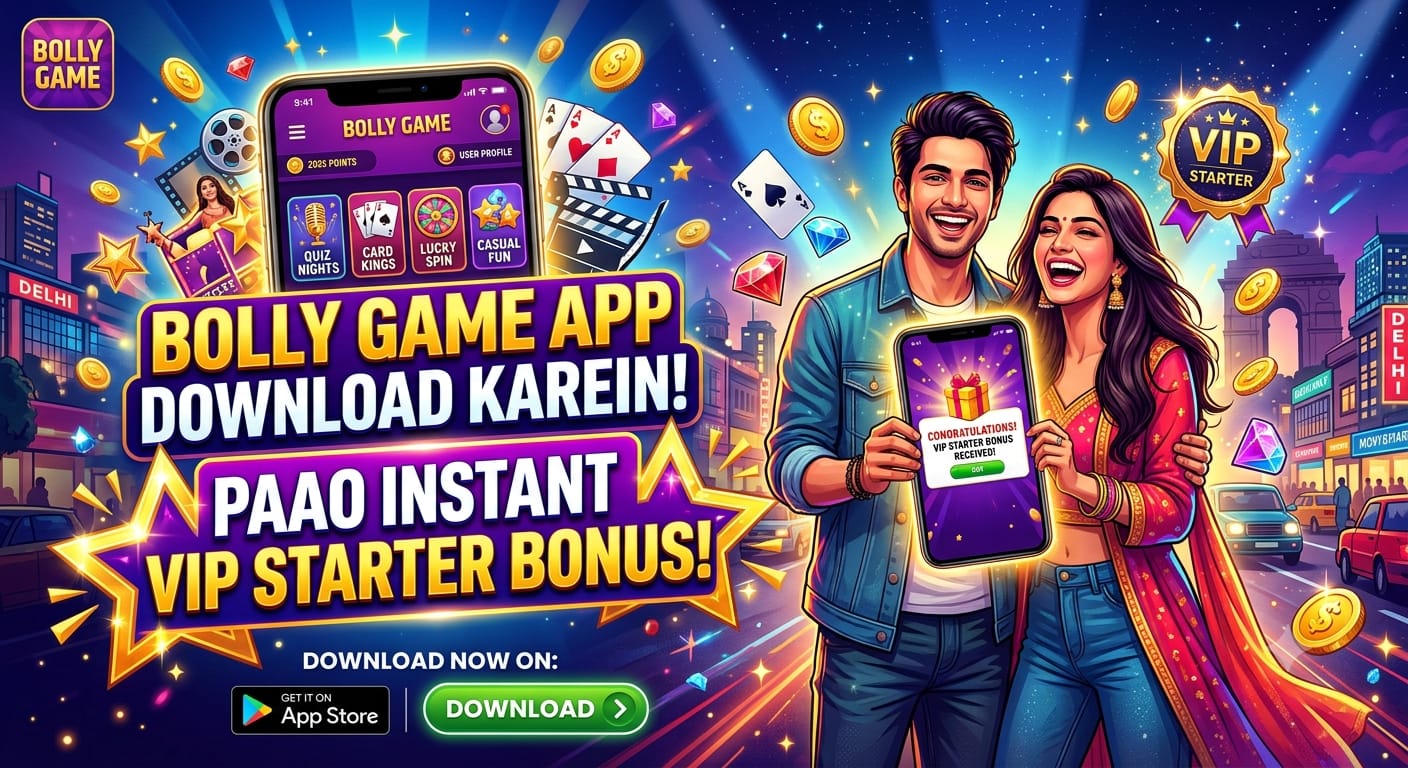 BOLLY
GAME
9:41
BOLLY GAME
2025 POINTS
USER PROFILE
QUIZ
NIGHTS
CARD
KINGS
LUCKY
SPIN
CASUAL
FUN
DELHI
BOLLY GAME APP
DOWNLOAD KAREIN!
PAAO INSTANT
VIP STARTER BONUS!
DOWNLOAD NOW ON:
GET IT ON
App Store
DOWNLOAD
VIP
STARTER
CONORATULATIONS!
VIP STARTER BONUS
RECEIVED!
DELHI